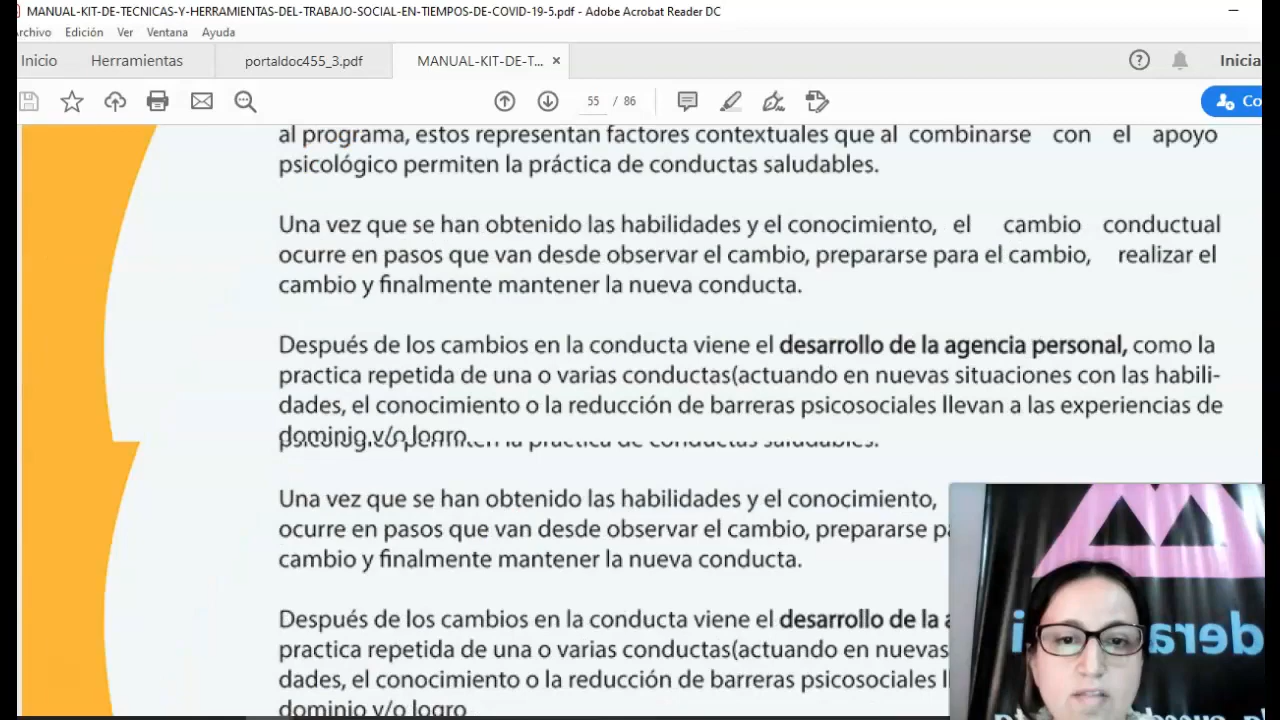 MANUAL-KIT-DE-TECNICAS-Y-HERRAMIENTAS-DEL-TRABAJO-SOCIAL-EN-TIEMPOS-DE-COVID-19-5.pdf - Adobe Acrobat Reader DC
rchivo Edición Ver Ventana Ayuda
Inicio Herramientas portaldoc455_3.pdf MANUAL-KIT-DE-T... × Inicia
55 / 86 Co
al programa, estos representan factores contextuales que al combinarse con el apoyo
psicológico permiten la práctica de conductas saludables.
Una vez que se han obtenido las habilidades y el conocimiento, el cambio conductual
ocurre en pasos que van desde observar el cambio, prepararse para el cambio, realizar el
cambio y finalmente mantener la nueva conducta.
Después de los cambios en la conducta viene el desarrollo de la agencia personal, como la
practica repetida de una o varias conductas(actuando en nuevas situaciones con las habili-
dades, el conocimiento o la reducción de barreras psicosociales llevan a las experiencias de
dominio y/o logro.
Una vez que se han obtenido las habilidades y el conocimiento,
ocurre en pasos que van desde observar el cambio, prepararse pa
cambio y finalmente mantener la nueva conducta.
Después de los cambios en la conducta viene el desarrollo de la a
practica repetida de una o varias conductas(actuando en nuevas
dades, el conocimiento o la reducción de barreras psicosociales ll
dominio y/o logro